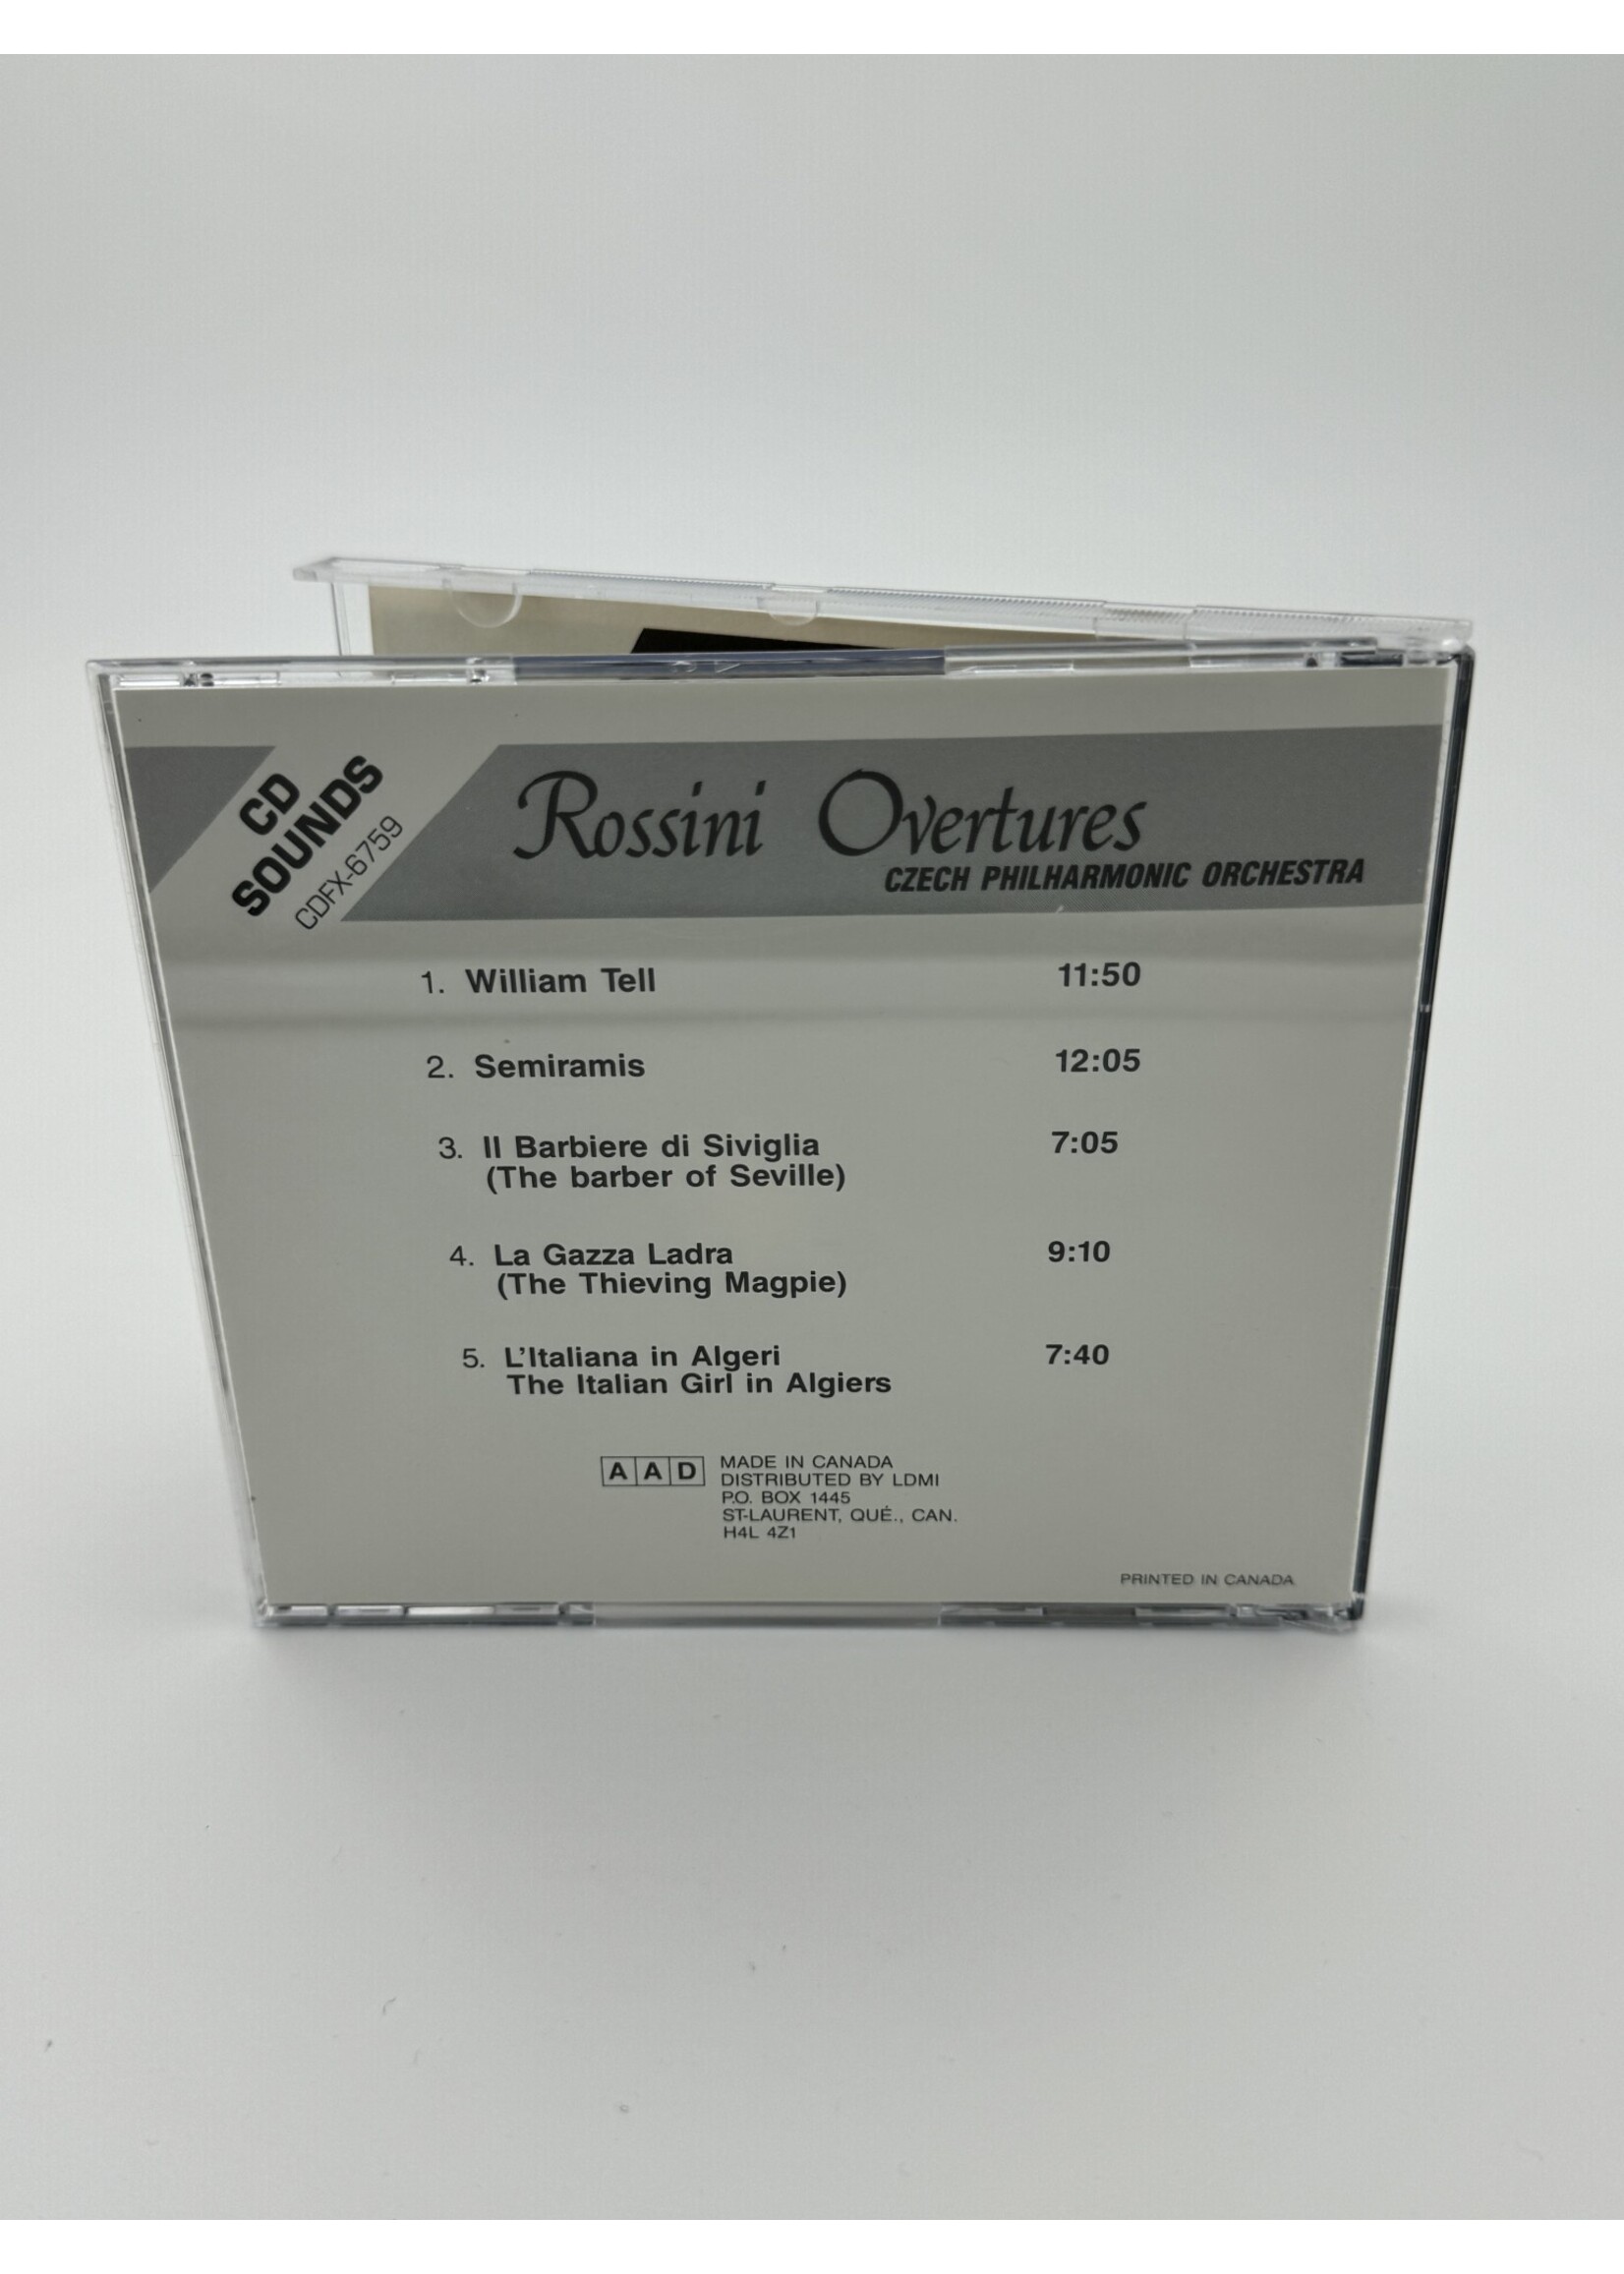 CD
SOUNDS
CDFX-6759
Rossini Overtures
CZECH PHILHARMONIC ORCHESTRA
1. William Tell 11:50
2. Semiramis 12:05
3. Il Barbiere di Siviglia 7:05
(The barber of Seville)
4. La Gazza Ladra 9:10
(The Thieving Magpie)
5. L'Italiana in Algeri 7:40
The Italian Girl in Algiers
AAD
MADE IN CANADA
DISTRIBUTED BY LDMI
P.O. BOX 1445
ST-LAURENT, QUÉ., CAN.
H4L 4Z1
PRINTED IN CANADA